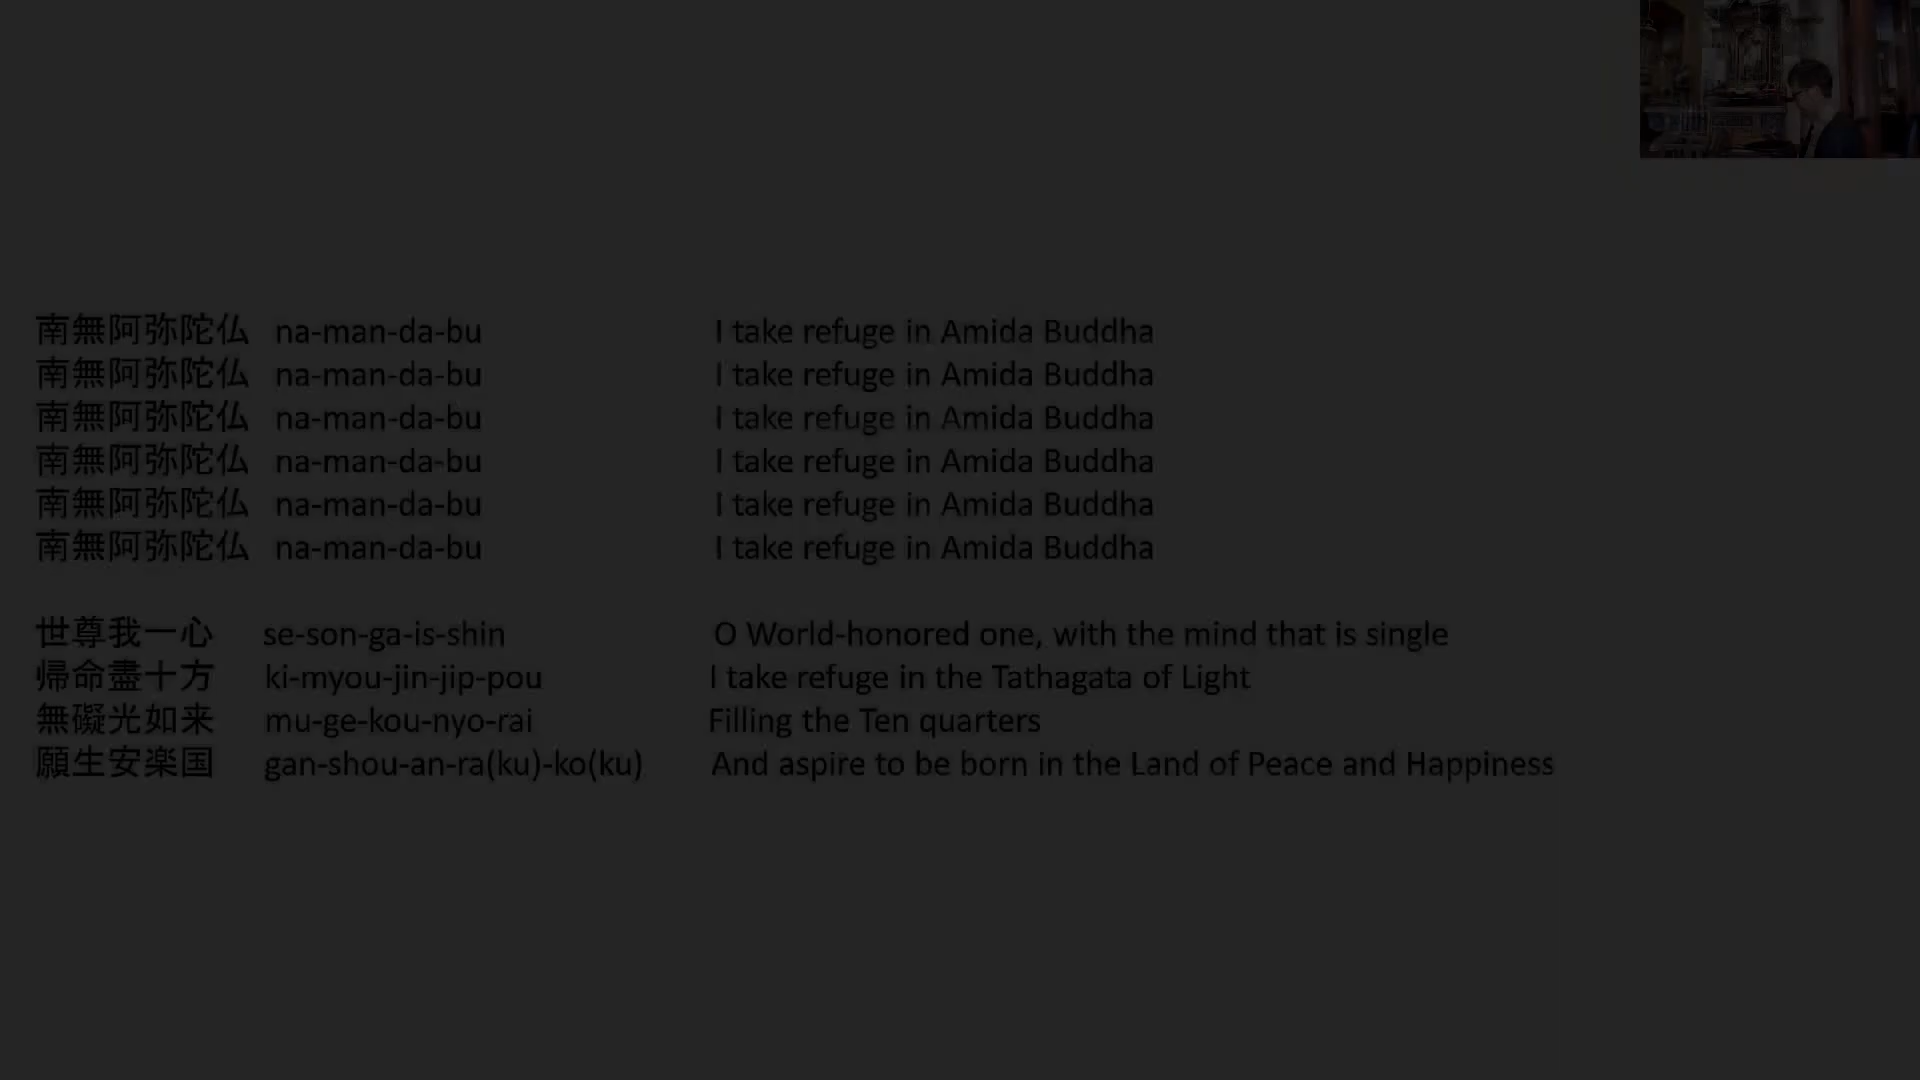 南無阿弥陀仏 na-man-da-bu I take refuge in Amida Buddha
南無阿弥陀仏 na-man-da-bu I take refuge in Amida Buddha
南無阿弥陀仏 na-man-da-bu I take refuge in Amida Buddha
南無阿弥陀仏 na-man-da-bu I take refuge in Amida Buddha
南無阿弥陀仏 na-man-da-bu I take refuge in Amida Buddha
南無阿弥陀仏 na-man-da-bu I take refuge in Amida Buddha
世尊我一心 se-son-ga-is-shin O World-honored one, with the mind that is single
帰命盡十方 ki-myou-jin-jip-pou I take refuge in the Tathagata of Light
無礙光如来 mu-ge-kou-nyo-rai Filling the Ten quarters
願生安楽国 gan-shou-an-ra(ku)-ko(ku) And aspire to be born in the Land of Peace and Happiness